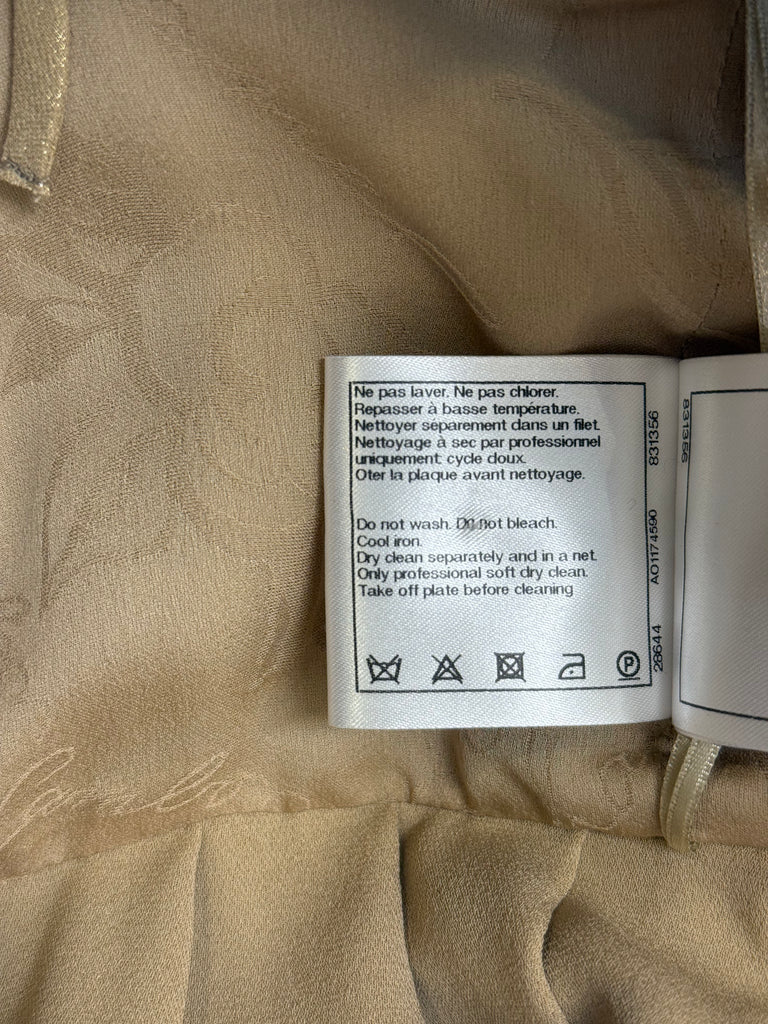 Ne pas laver. Ne pas chlorer.
Repasser à basse température.
Nettoyer séparement dans un filet.
Nettoyage à sec par professionnel
uniquement: cycle doux.
Oter la plaque avant nettoyage.
Do not wash. Do not bleach.
Cool iron.
Dry clean separately and in a net.
Only professional soft dry clean.
Take off plate before cleaning
P
28644
AO1174590
831356
831356